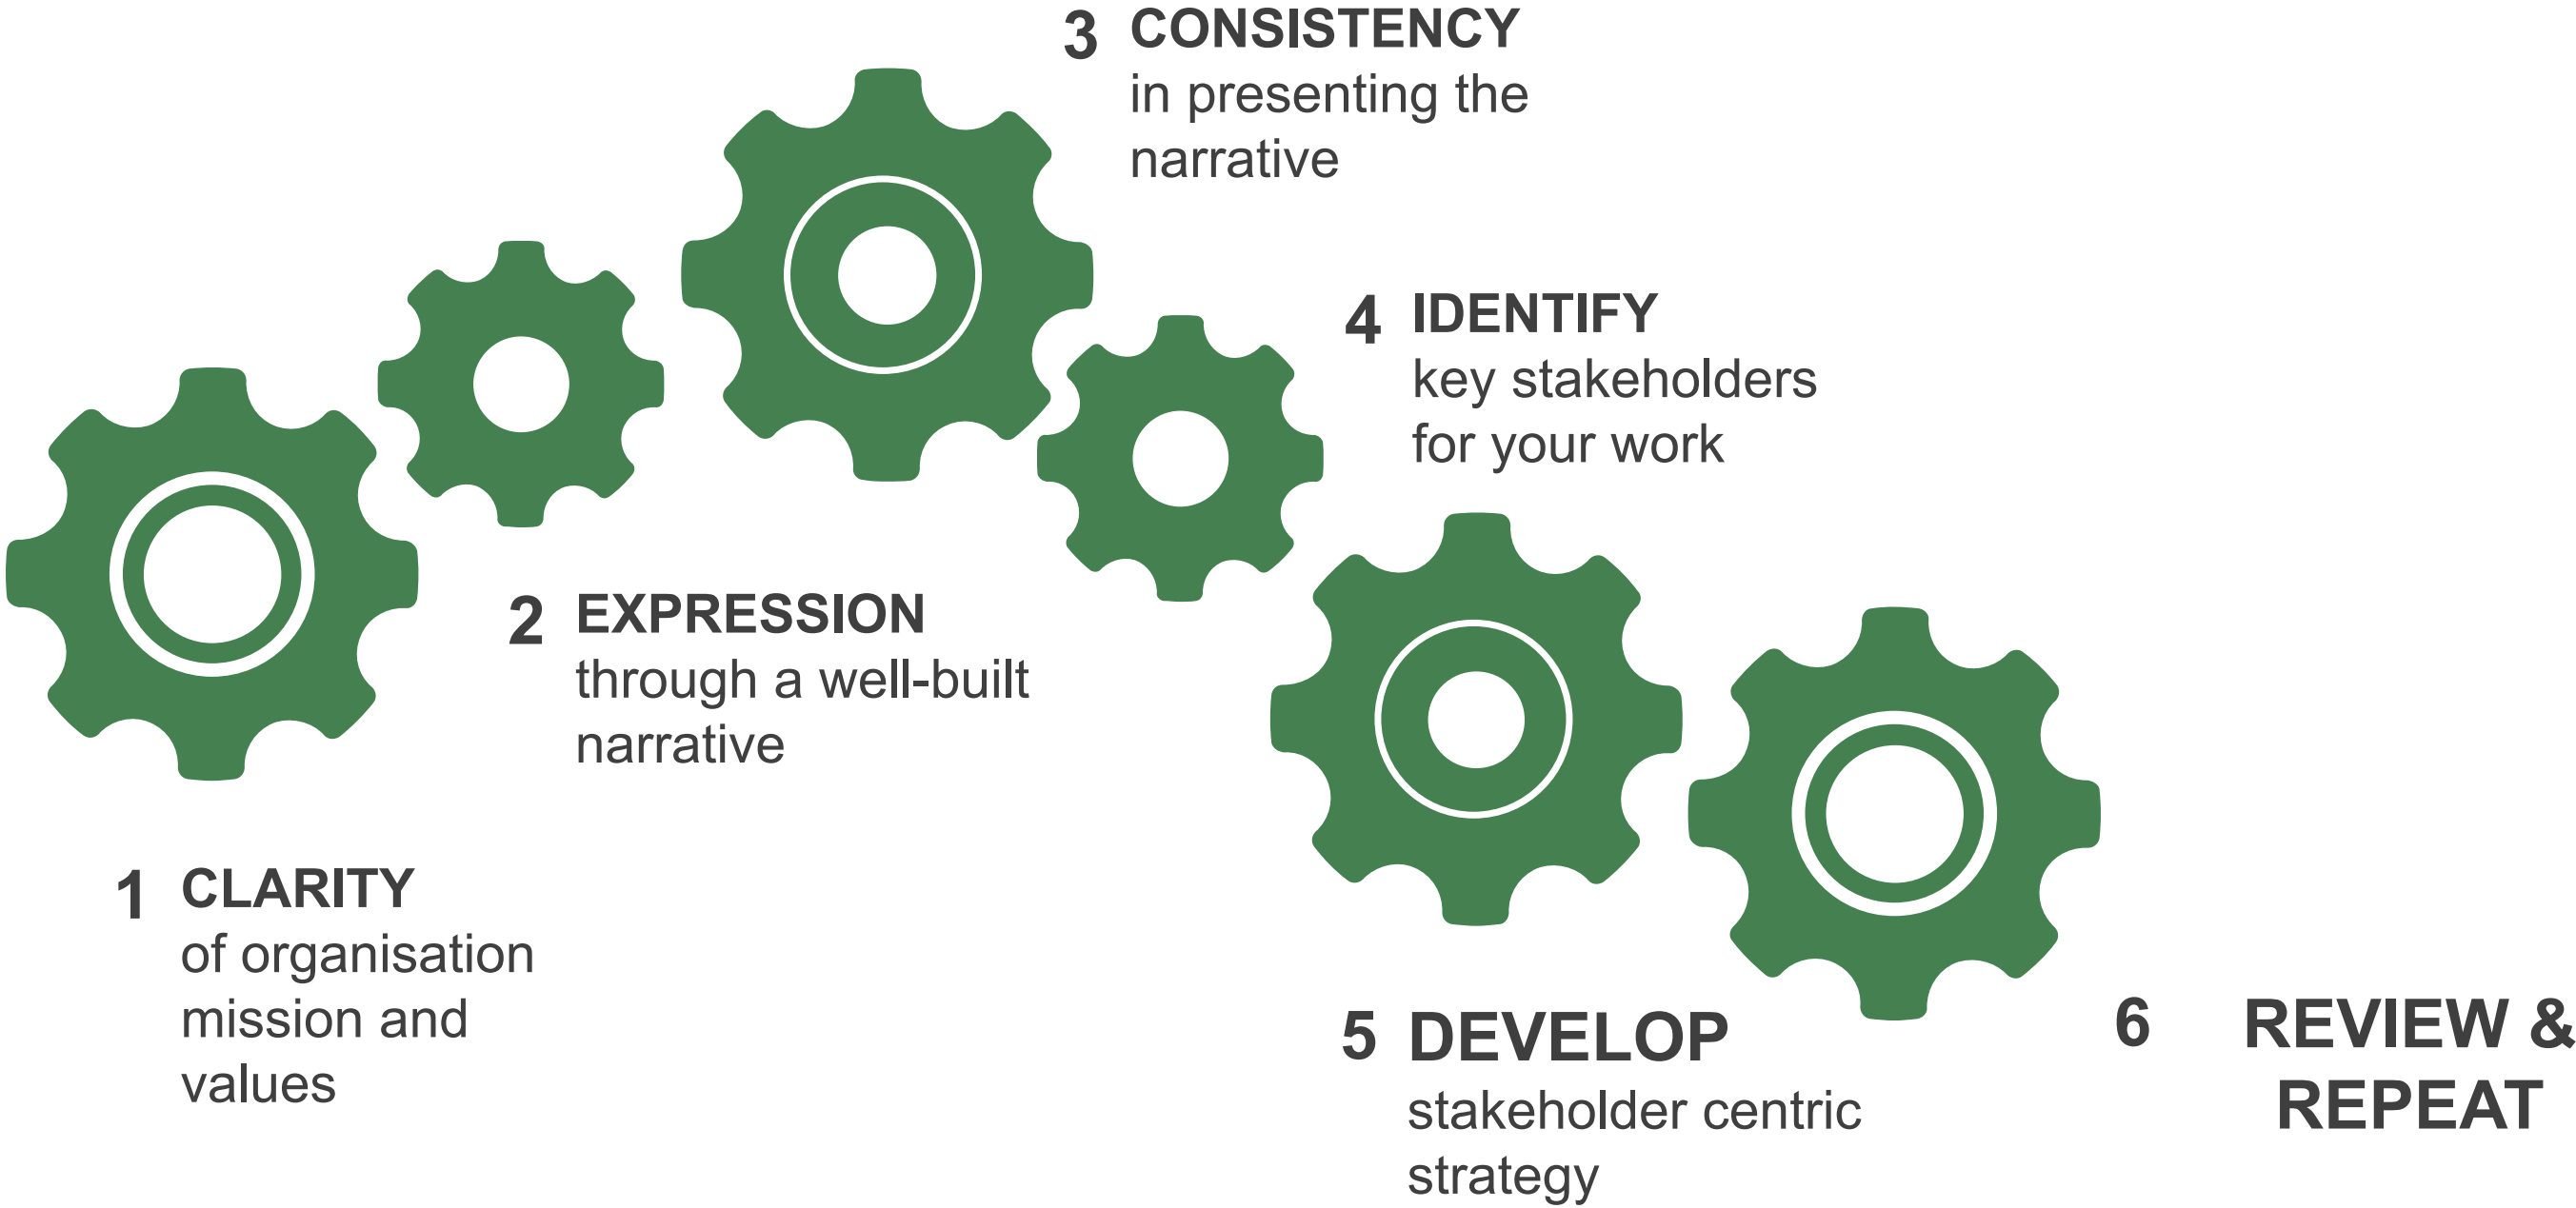 1 CLARITY
of organisation
mission and
values
2 EXPRESSION
through a well-built
narrative
3 CONSISTENCY
in presenting the
narrative
4 IDENTIFY
key stakeholders
for your work
5 DEVELOP
stakeholder centric
strategy
6 REVIEW &
REPEAT